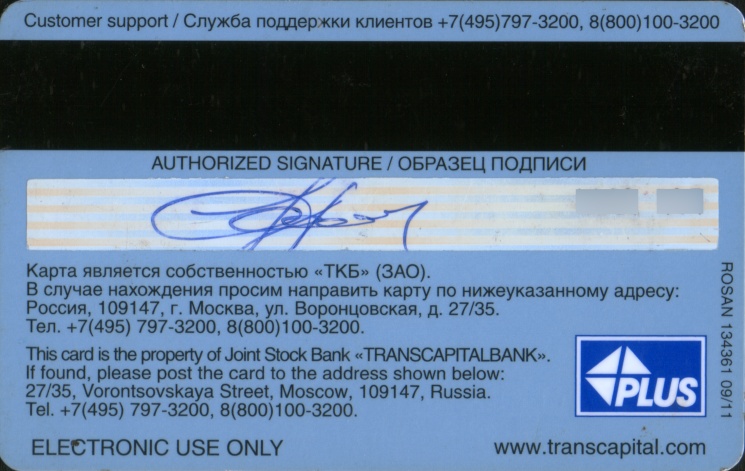 Customer support / Служба поддержки клиентов +7(495)797-3200, 8(800)100-3200
AUTHORIZED SIGNATURE / ОБРАЗЕЦ ПОДПИСИ
Карта является собственностью «ТКБ» (ЗАО).
В случае нахождения просим направить карту по нижеуказанному адресу:
Россия, 109147, г. Москва, ул. Воронцовская, д. 27/35.
Тел. +7(495) 797-3200, 8(800)100-3200.
This card is the property of Joint Stock Bank «TRANSCAPITALBANK».
If found, please post the card to the address shown below:
27/35, Vorontsovskaya Street, Moscow, 109147, Russia.
Tel. +7(495) 797-3200, 8(800)100-3200.
PLUS
ROSAN 134361 09/11
ELECTRONIC USE ONLY
www.transcapital.com